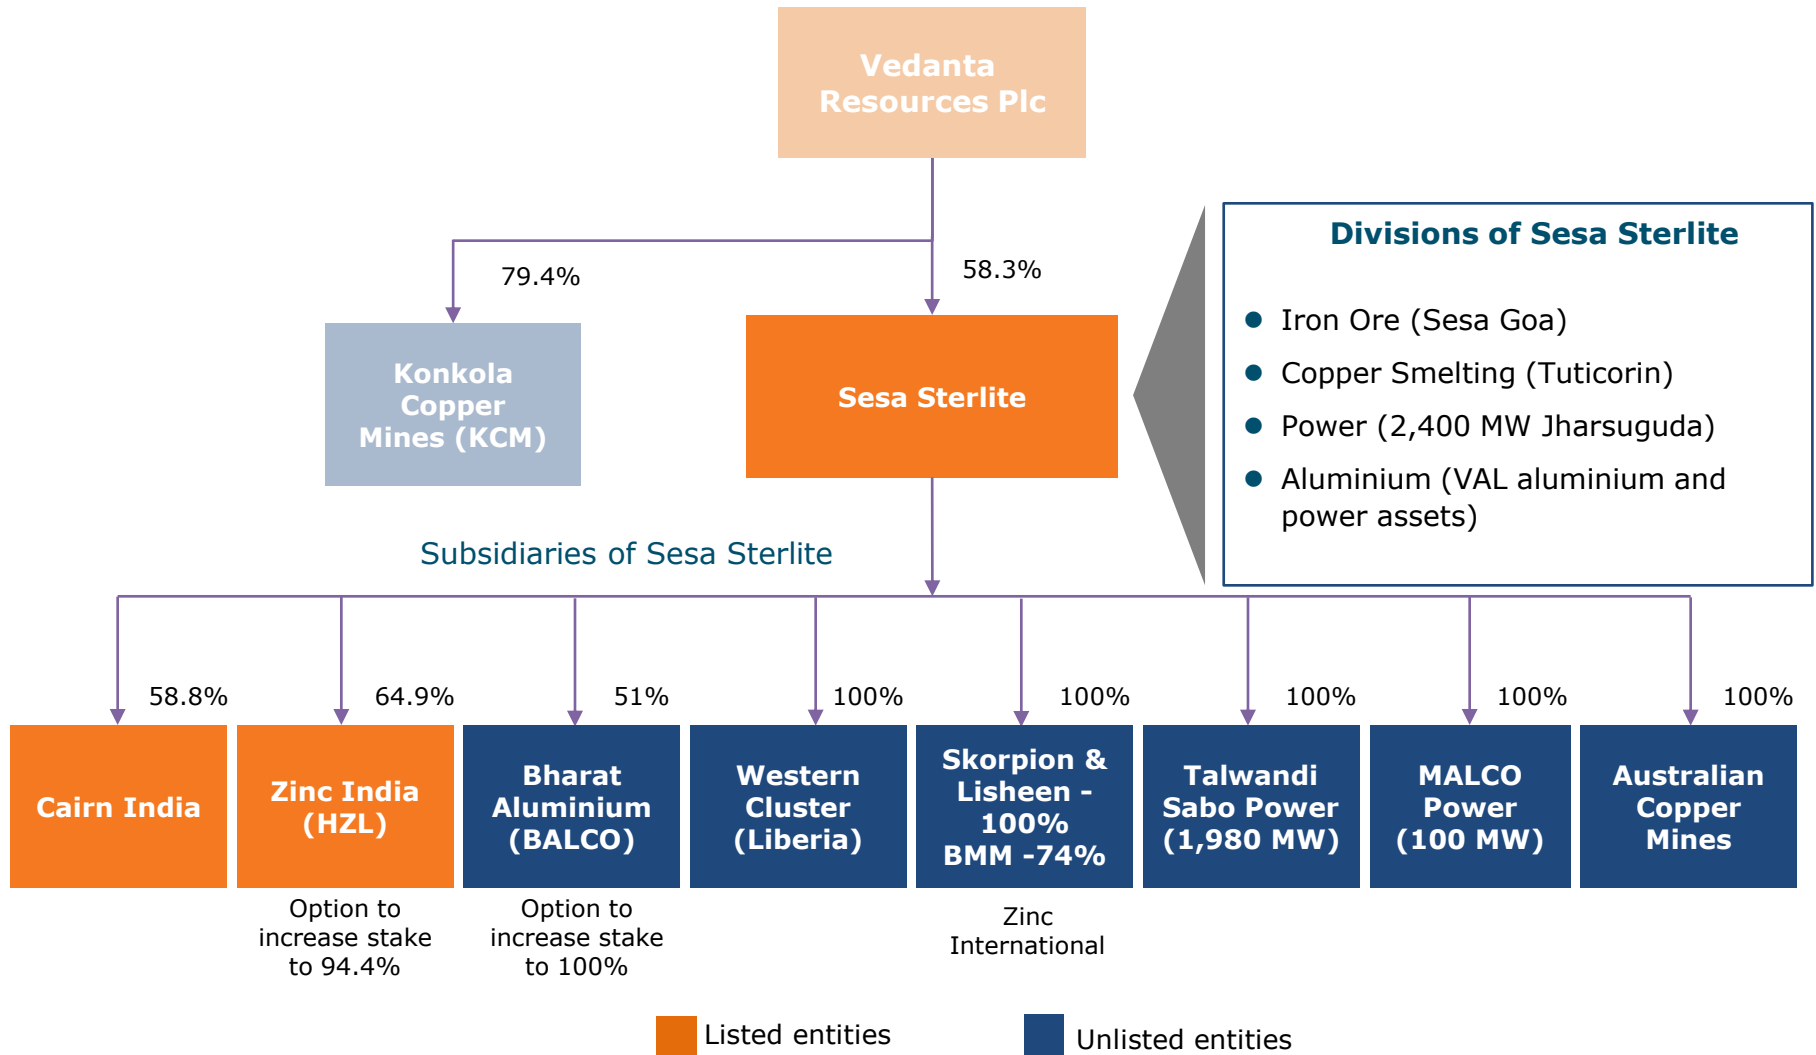 Vedanta
Resources Plc
79.4%
58.3%
Konkola
Copper
Mines (KCM)
Sesa Sterlite
Divisions of Sesa Sterlite
Iron Ore (Sesa Goa)
Copper Smelting (Tuticorin)
Power (2,400 MW Jharsuguda)
Aluminium (VAL aluminium and
power assets)
Subsidiaries of Sesa Sterlite
58.8%
64.9%
51%
100%
100%
100%
100%
100%
Cairn India
Zinc India
(HZL)
Bharat
Aluminium
(BALCO)
Western
Cluster
(Liberia)
Skorpion &
Lisheen -
100%
BMM -74%
Talwandi
Sabo Power
(1,980 MW)
MALCO
Power
(100 MW)
Australian
Copper
Mines
Option to
increase stake
to 94.4%
Option to
increase stake
to 100%
Zinc
International
Listed entities
Unlisted entities